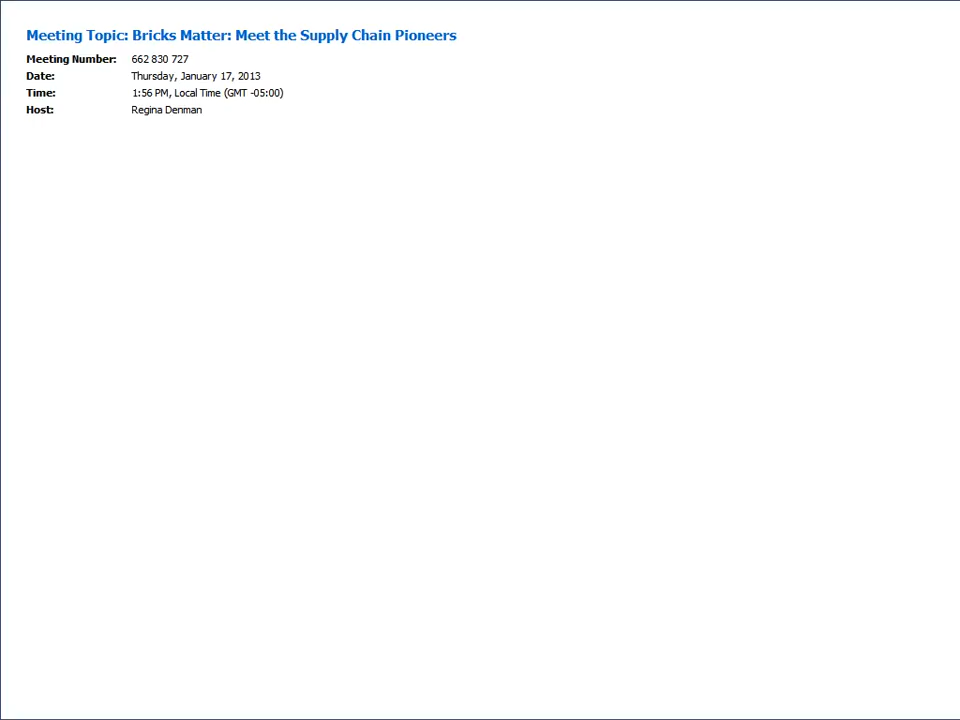 Meeting Topic: Bricks Matter: Meet the Supply Chain Pioneers
Meeting Number: 662 830 727
Date: Thursday, January 17, 2013
Time: 1:56 PM, Local Time (GMT -05:00)
Host: Regina Denman